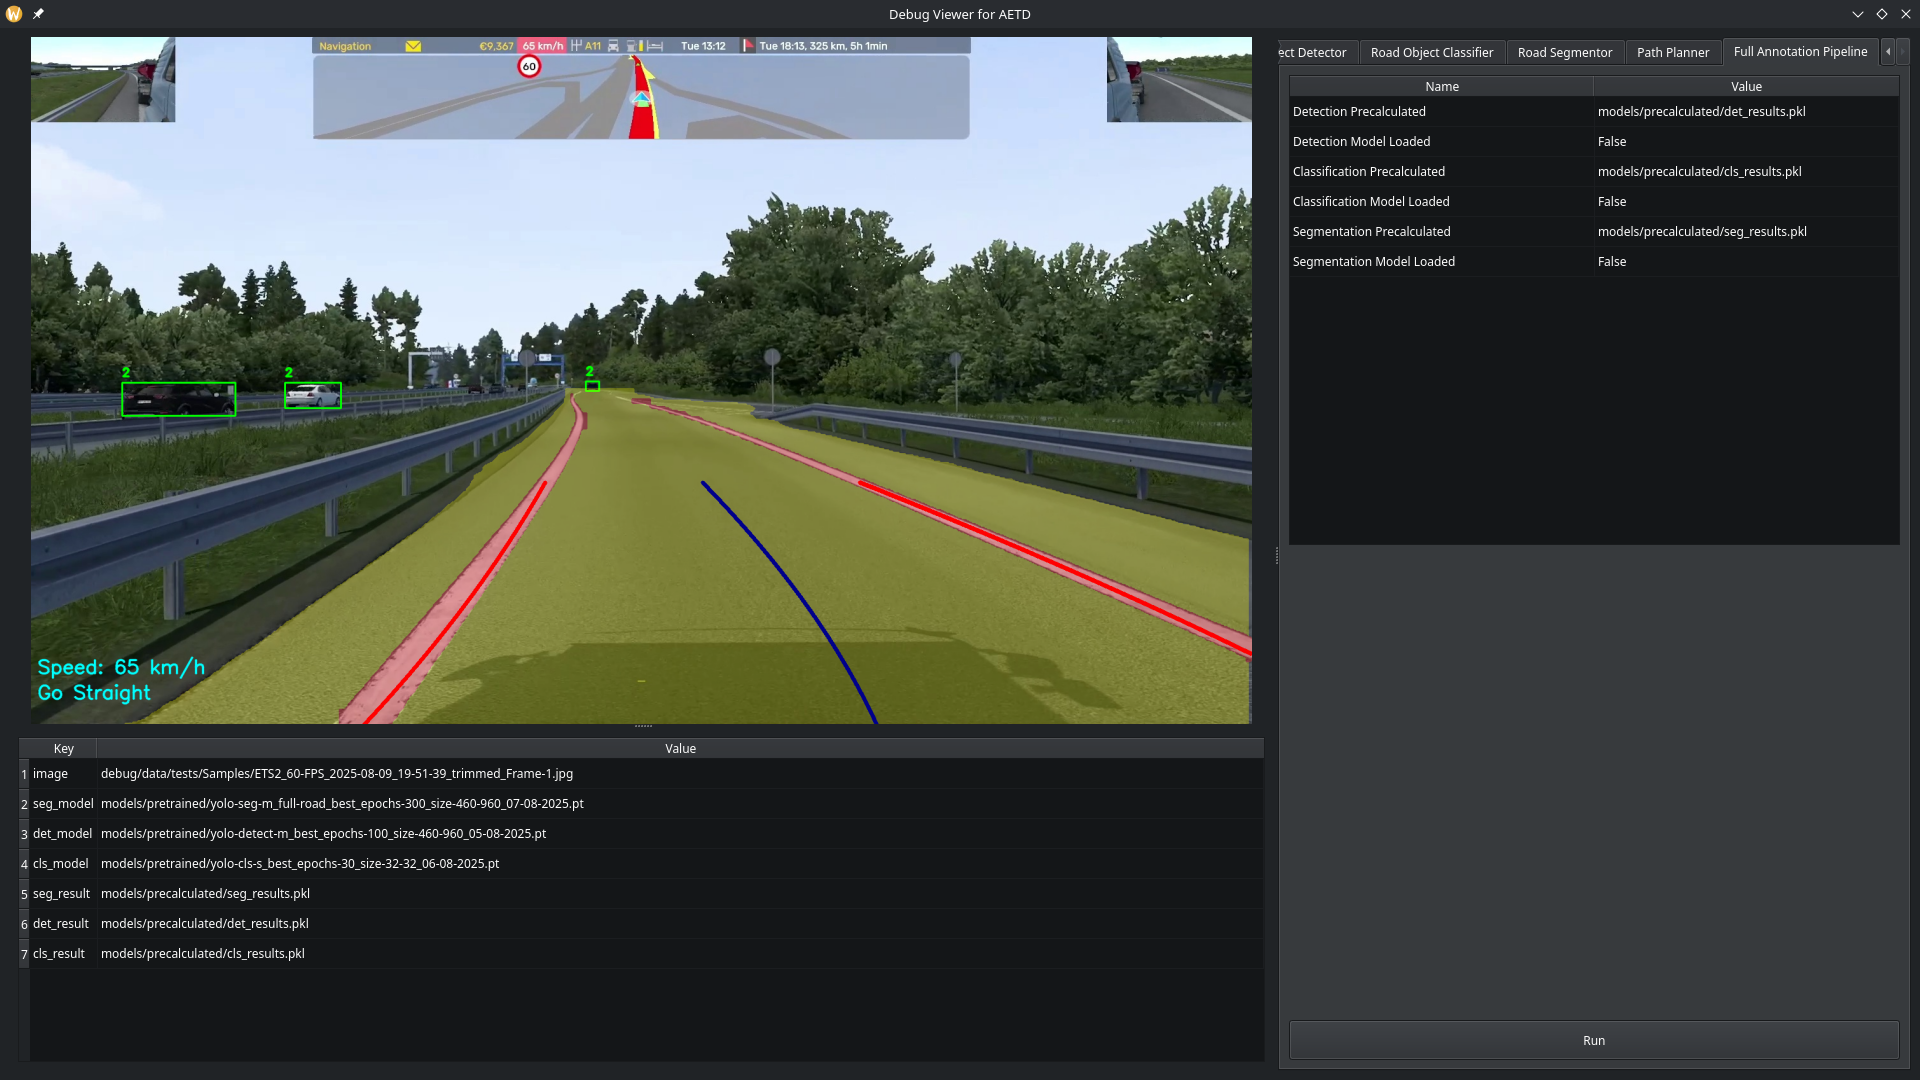 Debug Viewer for AETD
Navigation €9,367 65 km/h A11 Tue 13:12 Tue 18:13, 325 km, 5h 1min
60
2 2 2
Speed: 65 km/h
Go Straight
ect Detector Road Object Classifier Road Segmentor Path Planner Full Annotation Pipeline
Name Value
Detection Precalculated models/precalculated/det_results.pkl
Detection Model Loaded False
Classification Precalculated models/precalculated/cls_results.pkl
Classification Model Loaded False
Segmentation Precalculated models/precalculated/seg_results.pkl
Segmentation Model Loaded False
Key Value
1 image debug/data/tests/Samples/ETS2_60-FPS_2025-08-09_19-51-39_trimmed_Frame-1.jpg
2 seg_model models/pretrained/yolo-seg-m_full-road_best_epochs-300_size-460-960_07-08-2025.pt
3 det_model models/pretrained/yolo-detect-m_best_epochs-100_size-460-960_05-08-2025.pt
4 cls_model models/pretrained/yolo-cls-s_best_epochs-30_size-32-32_06-08-2025.pt
5 seg_result models/precalculated/seg_results.pkl
6 det_result models/precalculated/det_results.pkl
7 cls_result models/precalculated/cls_results.pkl
Run